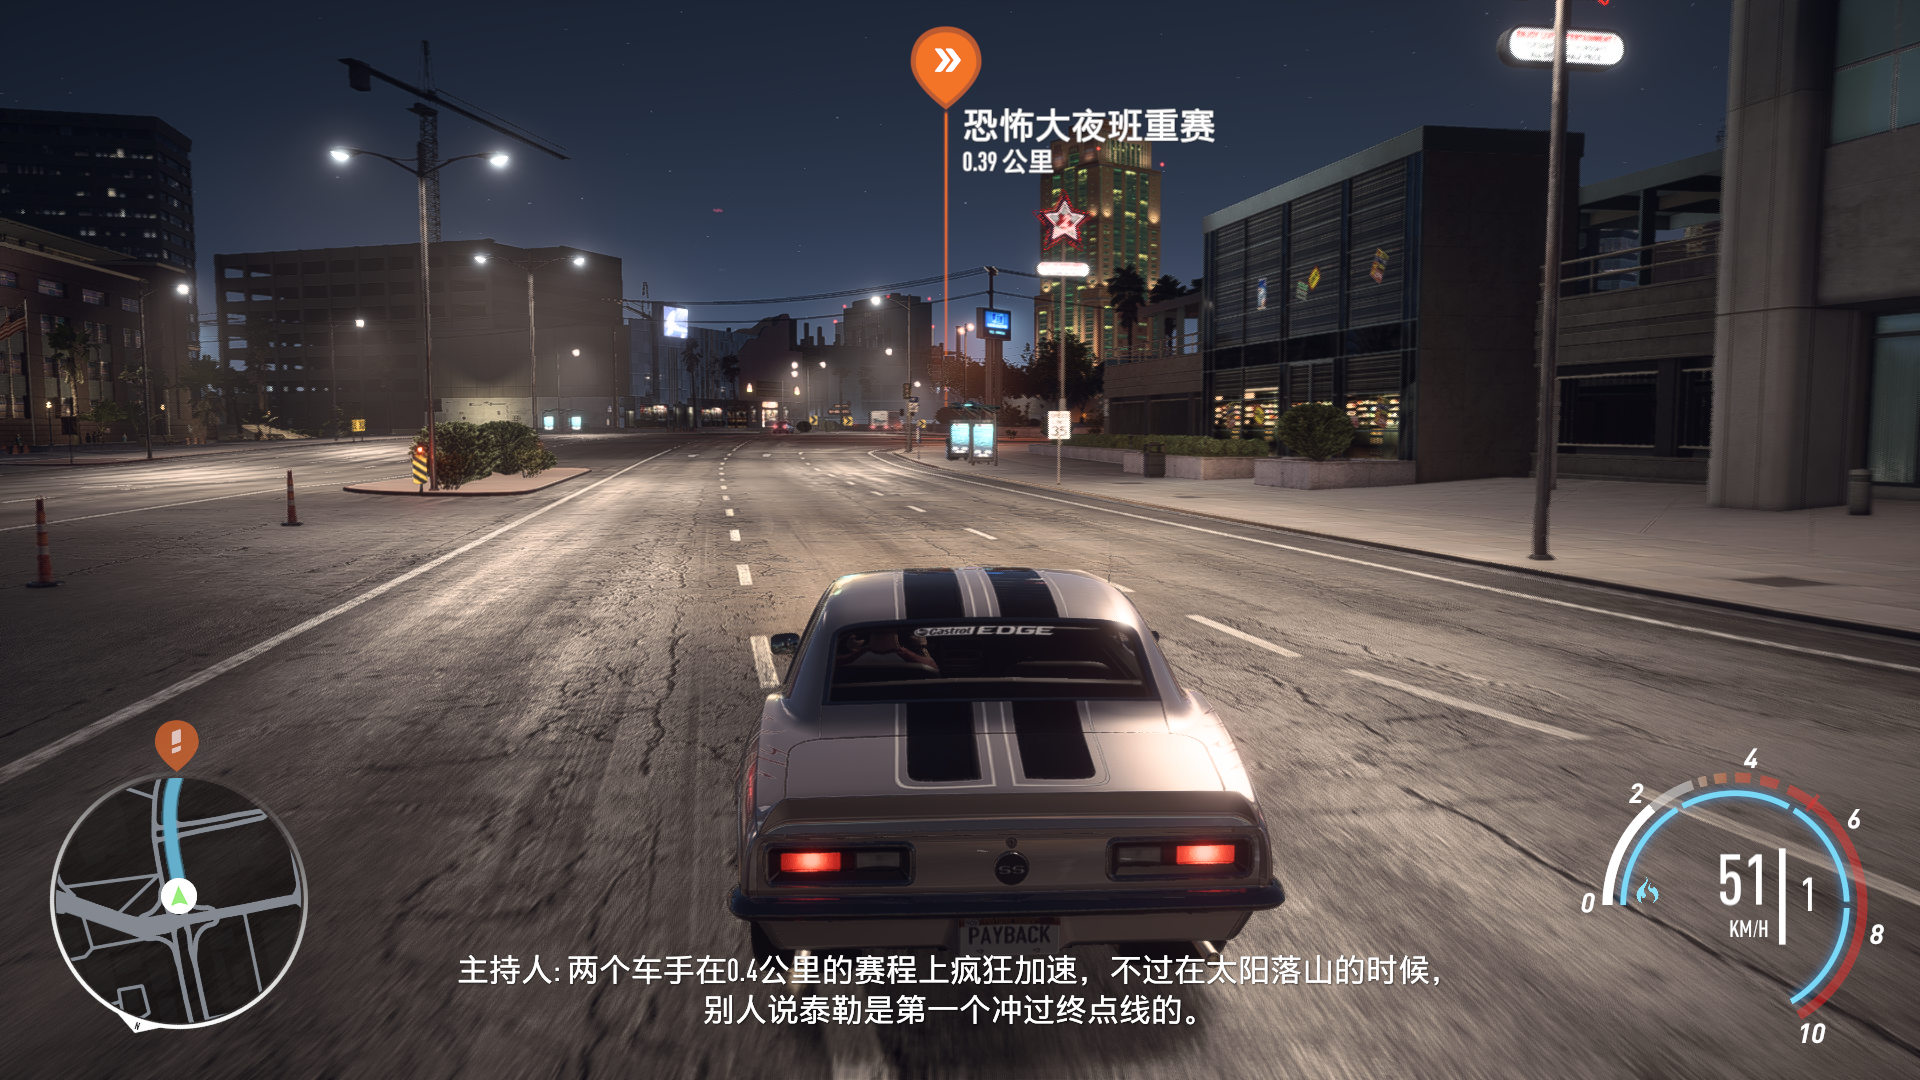 恐怖大夜班重赛
0.39 公里
35
Castrol EDGE
SS
PAYBACK
0
2
4
6
8
10
51
KM/H
1
N
主持人: 两个车手在0.4公里的赛程上疯狂加速，不过在太阳落山的时候，
别人说泰勒是第一个冲过终点线的。